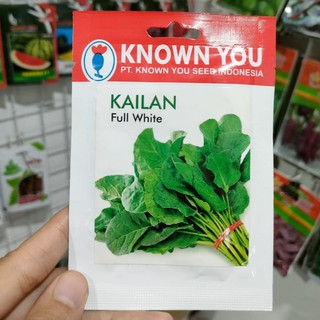 KNOWN YOU
PT. KNOWN YOU SEED INDONESIA
KAILAN
Full White